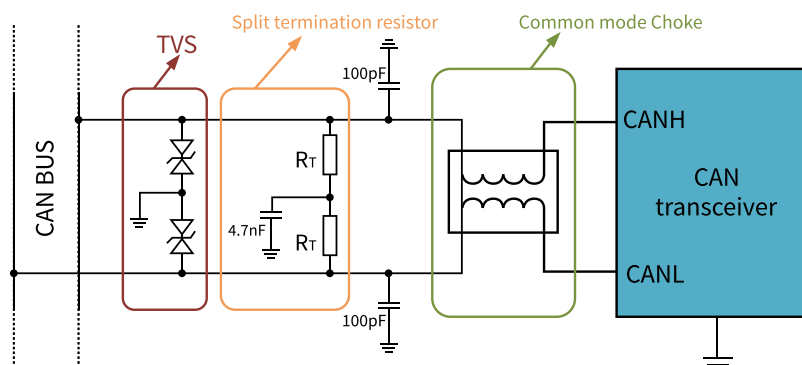 Split termination resistor
Common mode Choke
TVS
100pF
CANH
CAN BUS
RT
CAN
transceiver
4.7nF
RT
CANL
100pF